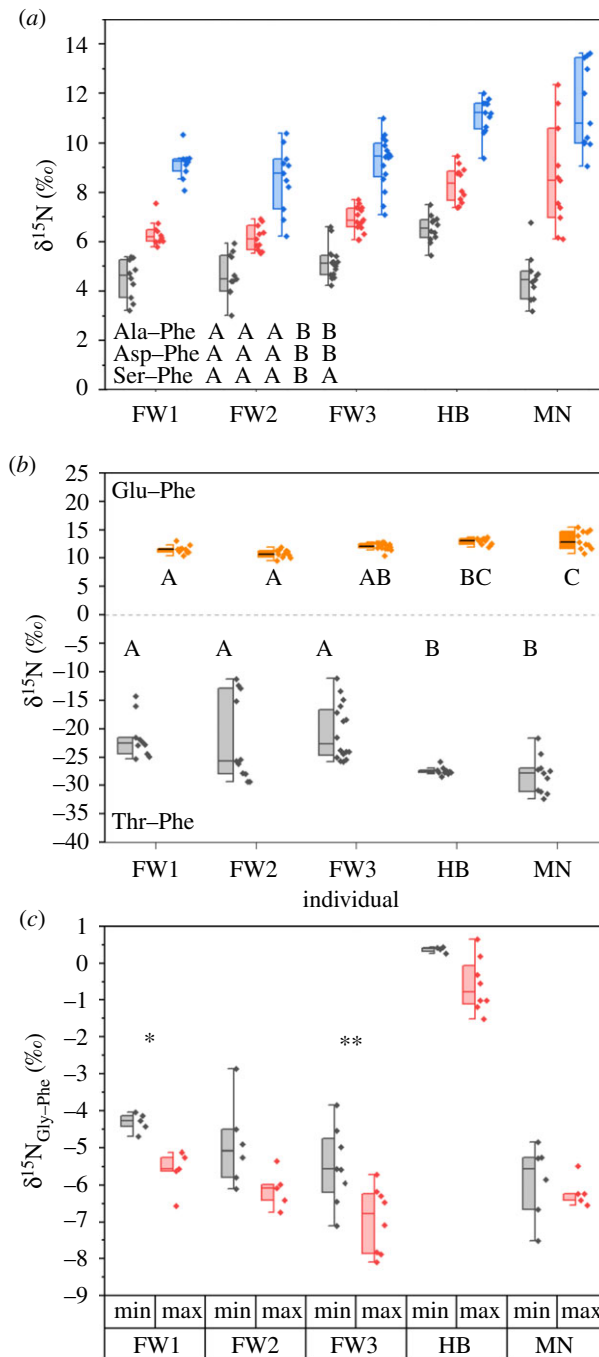 (a)
14
12
10
8
6
4
2
0
δ15N (‰)
Ala–Phe A A A B B
Asp–Phe A A A B B
Ser–Phe A A A B A
FW1 FW2 FW3 HB MN
(b)
25
20
15
10
5
0
−5
−10
−15
−20
−25
−30
−35
−40
δ15N (‰)
Glu–Phe
A A AB BC C
A A A B B
Thr–Phe
FW1 FW2 FW3 HB MN
individual
(c)
1
0
−1
−2
−3
−4
−5
−6
−7
−8
−9
δ15N Gly–Phe (‰)
* **
min max min max min max min max min max
FW1 FW2 FW3 HB MN